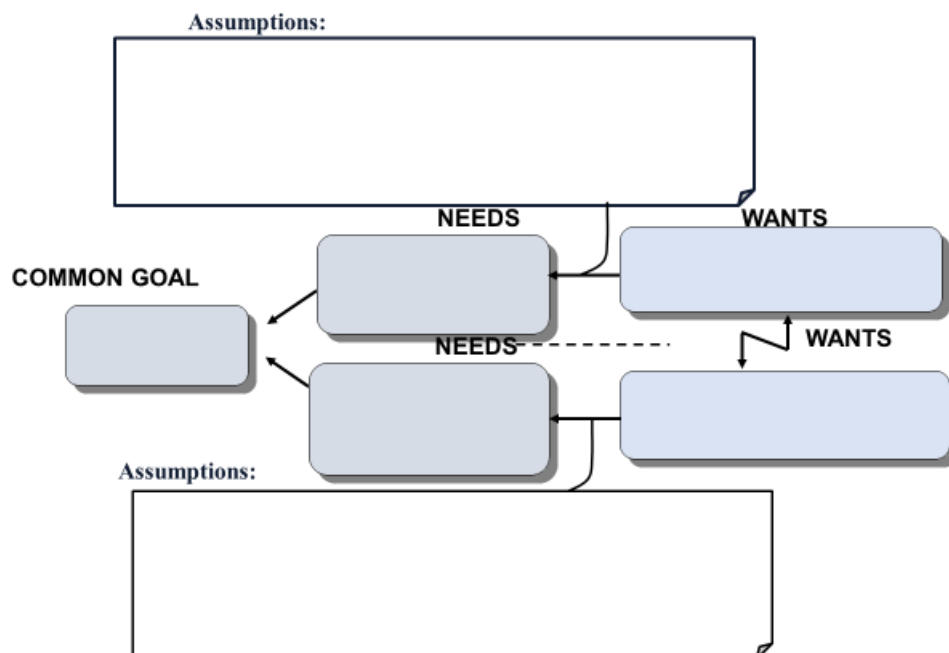 Assumptions:
NEEDS
WANTS
COMMON GOAL
NEEDS
WANTS
Assumptions: